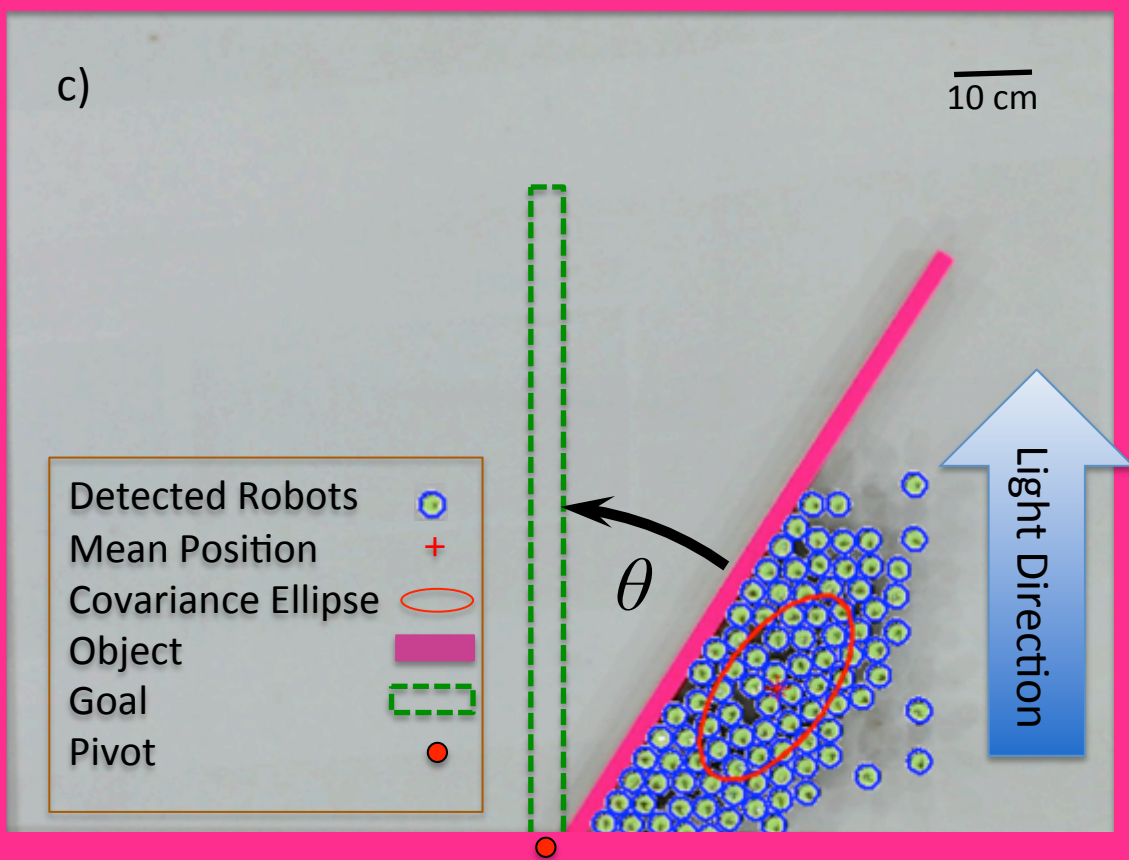 c)
10 cm
Detected Robots
Mean Position
Covariance Ellipse
Object
Goal
Pivot
θ
Light Direction